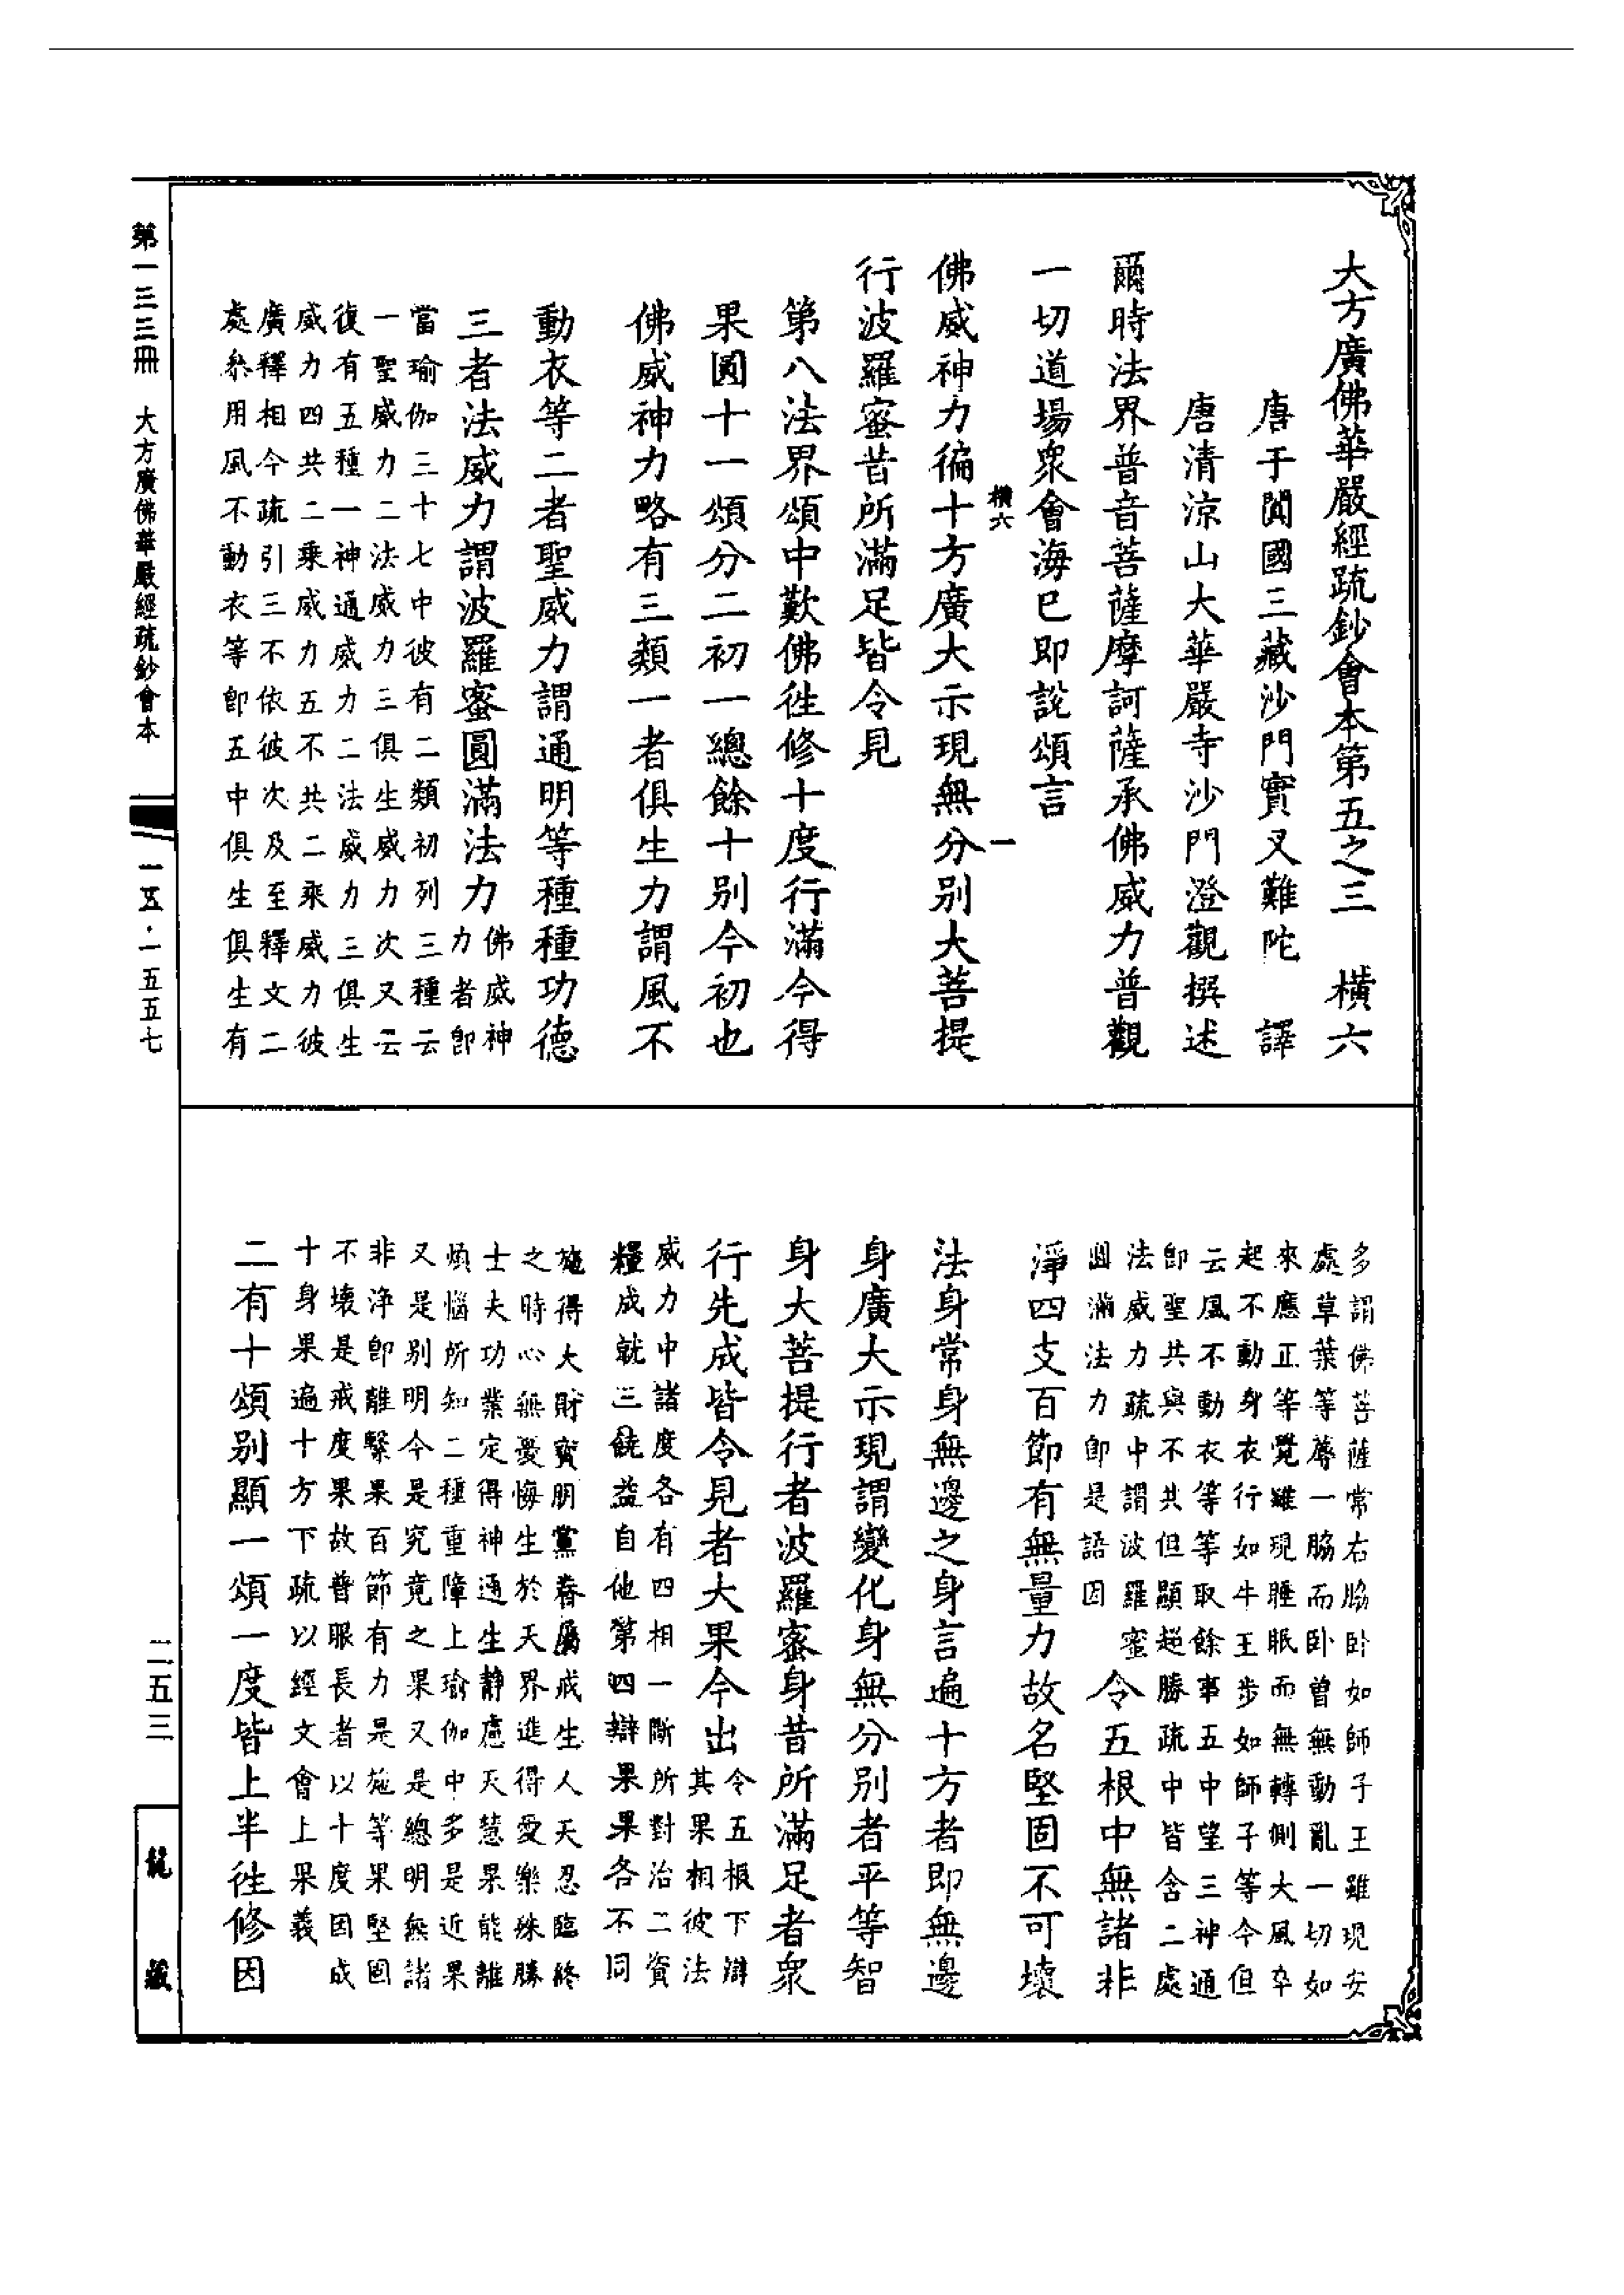 大方廣佛華嚴經疏鈔會本第五之三　橫六
唐于闐國三藏沙門實叉難陀　譯
唐清涼山大華嚴寺沙門澄觀撰述
爾時法界普音菩薩摩訶薩承佛威力普觀
一切道場眾會海已即說頌言
橫六　一
佛威神力徧十方廣大示現無分別大菩提
行波羅蜜昔所滿足皆令見
第八法界頌中歎佛徃修十度行滿今得
果圓十一頌分二初一總餘十別今初也
佛威神力略有三類一者俱生力謂風不
動衣等二者聖威力謂通明等種種功德
三者法威力謂波羅蜜圓滿法力佛威神
力者即
當瑜伽三十七中彼有二類初列三種云
一聖威力二法威力三俱生威力次又云
復有五種一神通威力二法威力三俱生
威力四共二乘威力五不共二乘威力彼
廣釋相今疏引三不依彼次及至釋文二
處叅用風不動衣等即五中俱生俱生有
多謂佛菩薩常右脇卧如師子王雖現安
處草葉等蓐一脇而卧曾無動亂一切如
來應正等覺雖現睡眠而無轉側大風卒
起不動身衣行如牛王步如師子等今但
云風不動衣等等取餘事五中望三神通
即聖共與不共但顯超勝疏中皆含二處
法威力疏中謂波羅蜜
圓滿法力即是語因
令五根中無諸非
淨四支百節有無量力故名堅固不可壞
法身常身無邊之身言遍十方者即無邊
身廣大示現謂變化身無分別者平等智
身大菩提行者波羅蜜身昔所滿足者眾
行先成皆令見者大果今出令五根下辯
其果相彼法
威力中諸度各有四相一斷所對治二資
糧成就三饒益自他第四辯果果各不同
施得大財寶朋黨眷屬戒生人天忍臨終
之時心無憂悔生於天界進得愛樂殊勝
士夫功業定得神通生靜慮天慧果能離
煩惱所知二種重障上瑜伽中多是近果
又是別明今是究竟之果又是總明無諸
非淨即離繫果百節有力是施等果堅固
不壞是戒度果故普眼長者以十度因成
十身果遍十方下疏以經文會上果義
二有十頌別顯一頌一度皆上半徃修因
第一三三冊　大方廣佛華嚴經疏鈔會本
一五·一五五七
二五三
龍藏